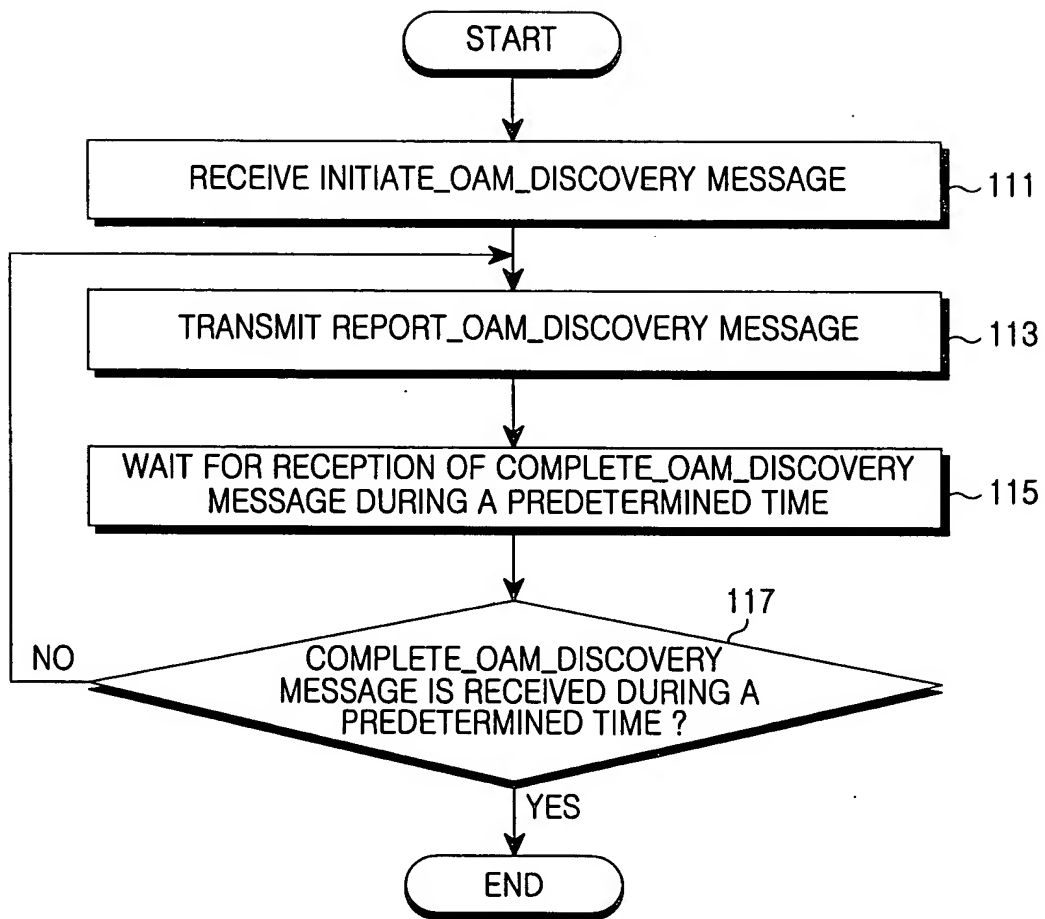 START
RECEIVE INITIATE_OAM_DISCOVERY MESSAGE
111
TRANSMIT REPORT_OAM_DISCOVERY MESSAGE
113
WAIT FOR RECEPTION OF COMPLETE_OAM_DISCOVERY
MESSAGE DURING A PREDETERMINED TIME
115
117
NO
COMPLETE_OAM_DISCOVERY
MESSAGE IS RECEIVED DURING A
PREDETERMINED TIME ?
YES
END